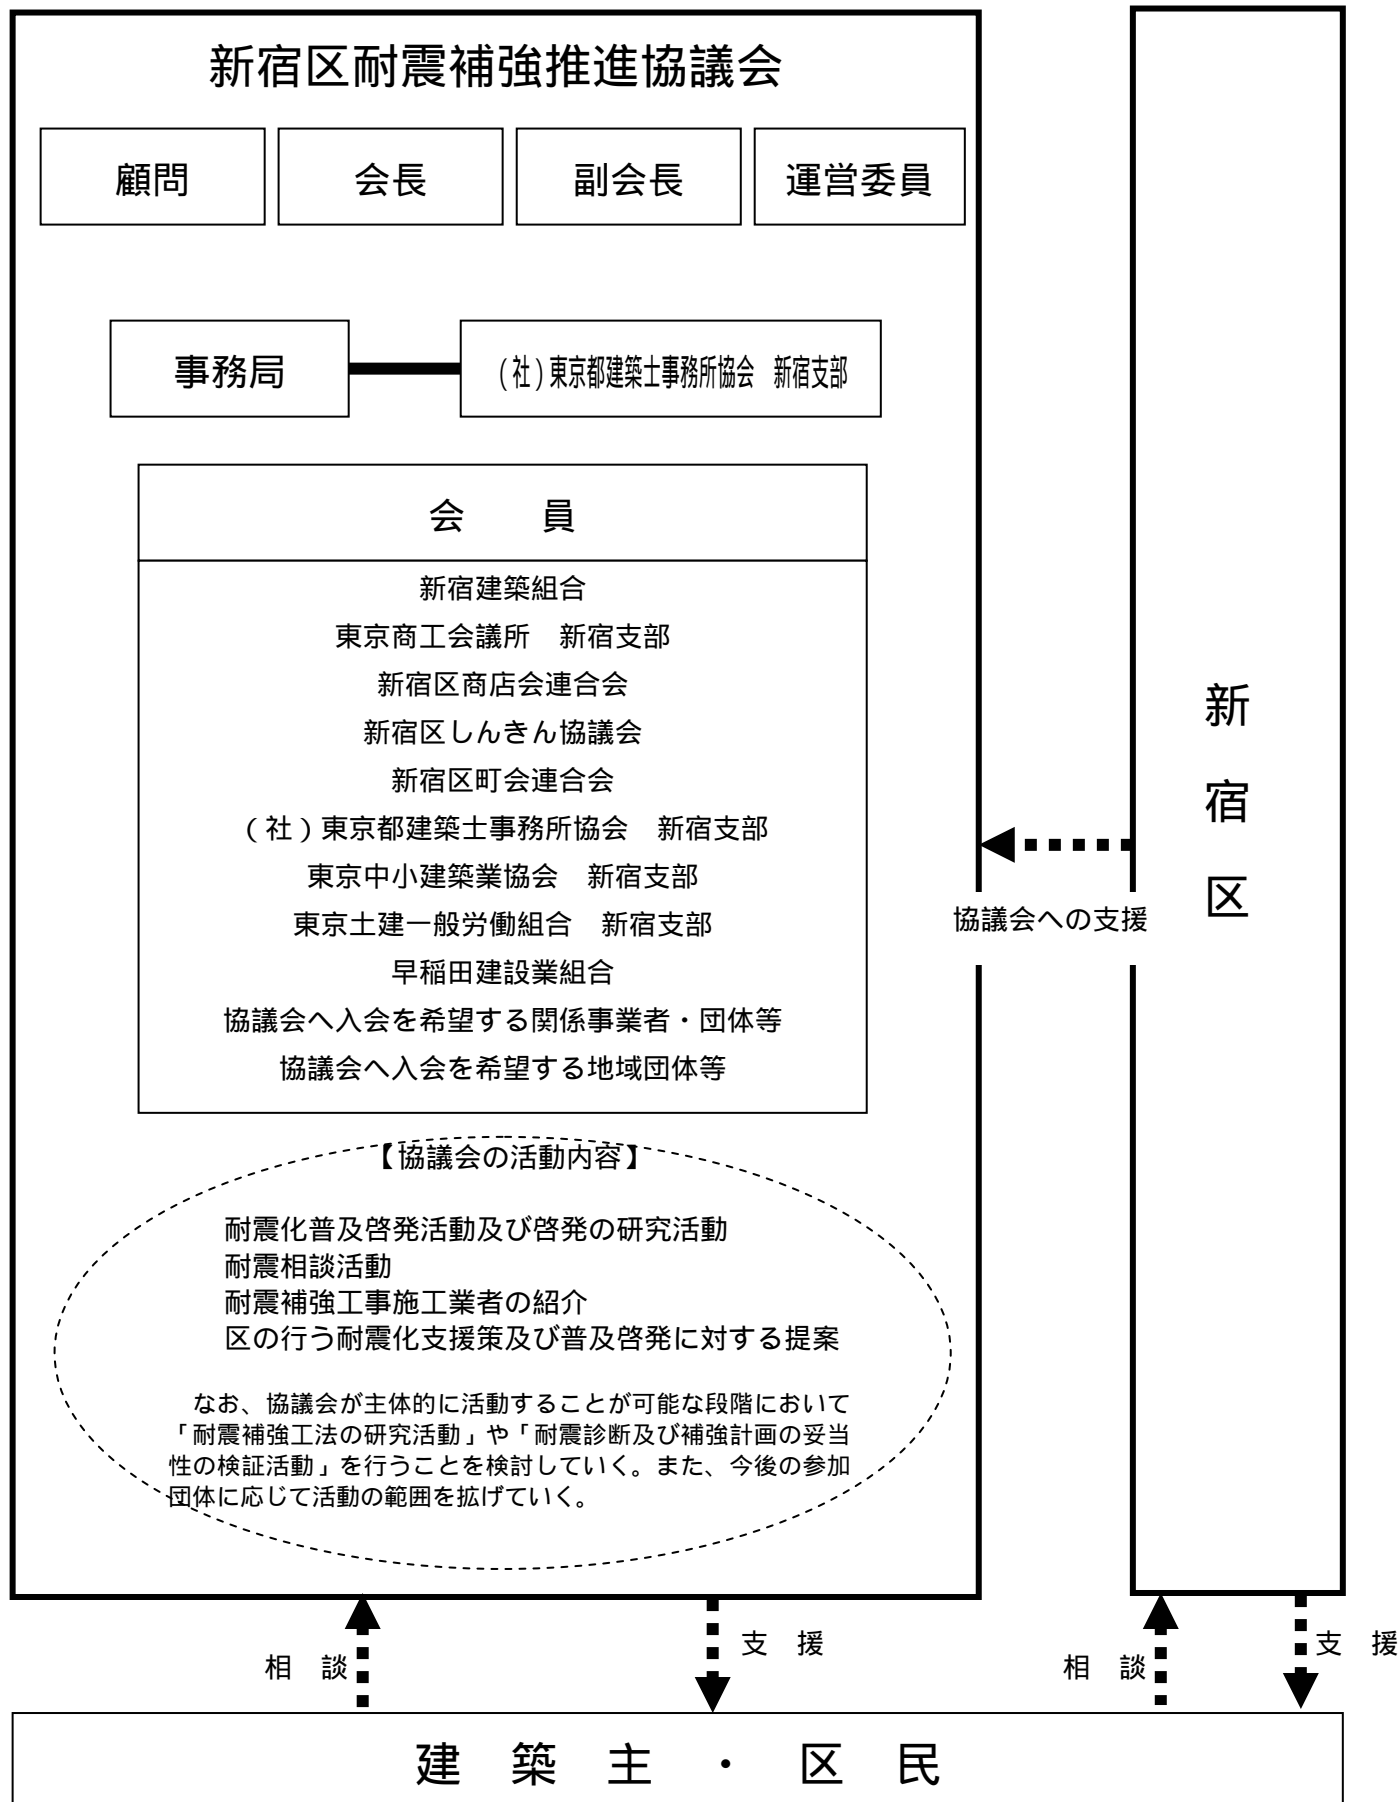 新宿区耐震補強推進協議会
顧問
会長
副会長
運営委員
事務局
(社)東京都建築士事務所協会　新宿支部
会　　員
新宿建築組合
東京商工会議所　新宿支部
新宿区商店会連合会
新宿区しんきん協議会
新宿区町会連合会
(社)東京都建築士事務所協会　新宿支部
東京中小建築業協会　新宿支部
東京土建一般労働組合　新宿支部
早稲田建設業組合
協議会へ入会を希望する関係事業者・団体等
協議会へ入会を希望する地域団体等
【協議会の活動内容】
耐震化普及啓発活動及び啓発の研究活動
耐震相談活動
耐震補強工事施工業者の紹介
区の行う耐震化支援策及び普及啓発に対する提案
なお、協議会が主体的に活動することが可能な段階において
「耐震補強工法の研究活動」や「耐震診断及び補強計画の妥当
性の検証活動」を行うことを検討していく。また、今後の参加
団体に応じて活動の範囲を拡げていく。
協議会への支援
新宿区
相　談
支　援
相　談
支　援
建　築　主　・　区　民